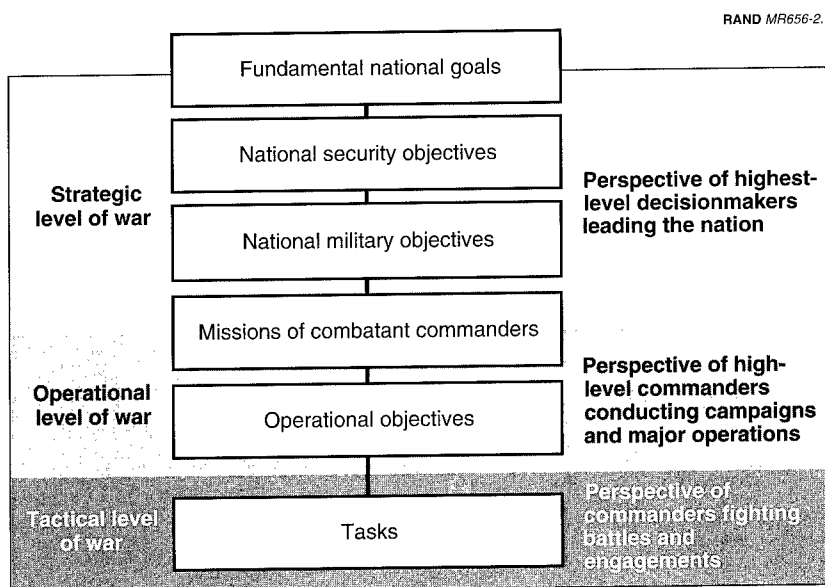 RAND MR656-2.
Fundamental national goals
National security objectives
Strategic
level of war
Perspective of highest-
level decisionmakers
leading the nation
National military objectives
Missions of combatant commanders
Operational
level of war
Perspective of high-
level commanders
conducting campaigns
and major operations
Operational objectives
Tactical level
of war
Tasks
Perspective of
commanders fighting
battles and
engagements